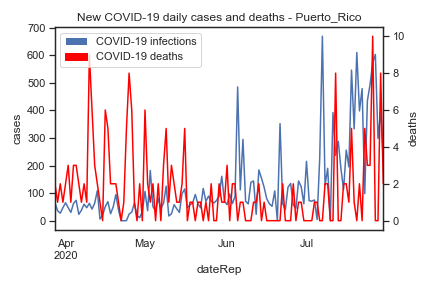 New COVID-19 daily cases and deaths - Puerto_Rico
COVID-19 infections
COVID-19 deaths
700
600
500
400
300
200
100
0
cases
10
8
6
4
2
0
deaths
Apr May Jun Jul
2020
dateRep